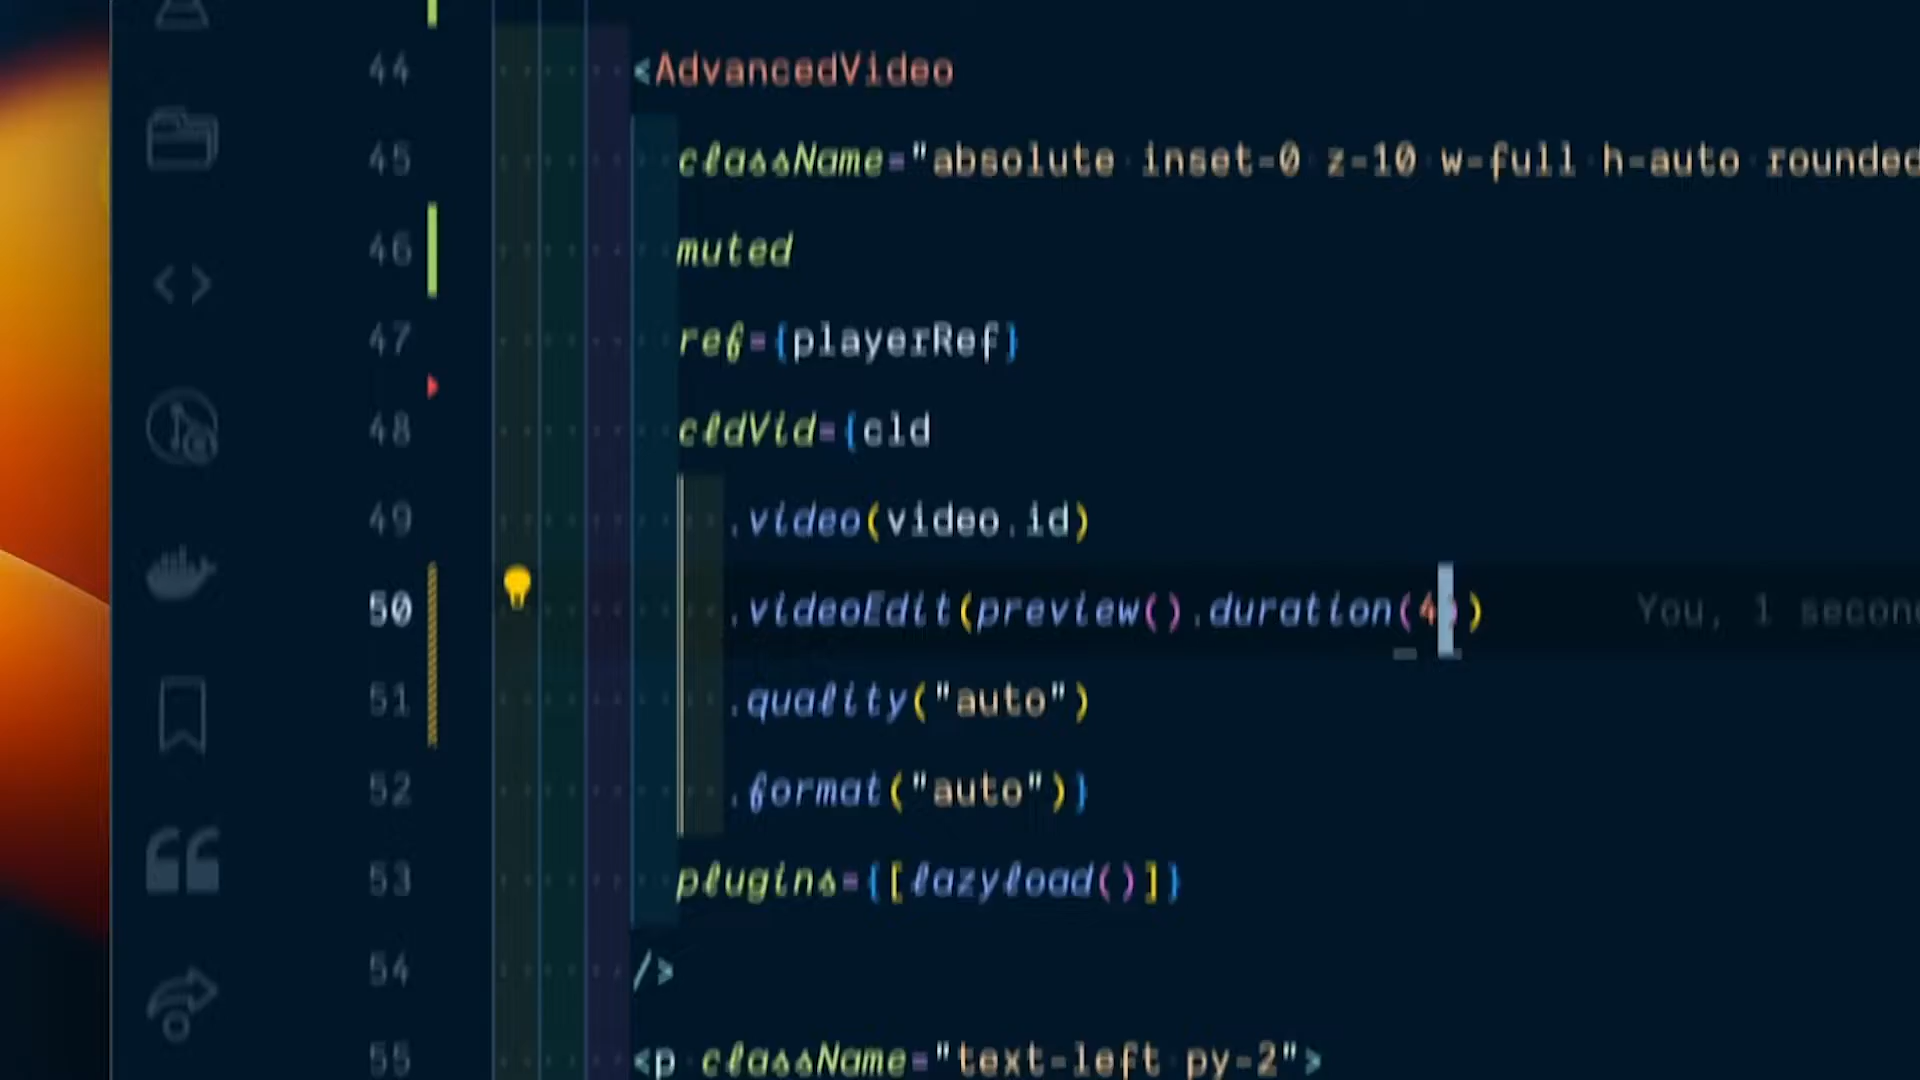 44 <AdvancedVideo
45 className="absolute inset-0 z-10 w-full h-auto rounded
46 muted
47 ref={playerRef}
48 cldVid={cld
49 .video(video.id)
50 .videoEdit(preview().duration(4)) You, 1 second
51 .quality("auto")
52 .format("auto")}
53 plugins={[lazyload()]}
54 />
55 <p className="text-left py-2">